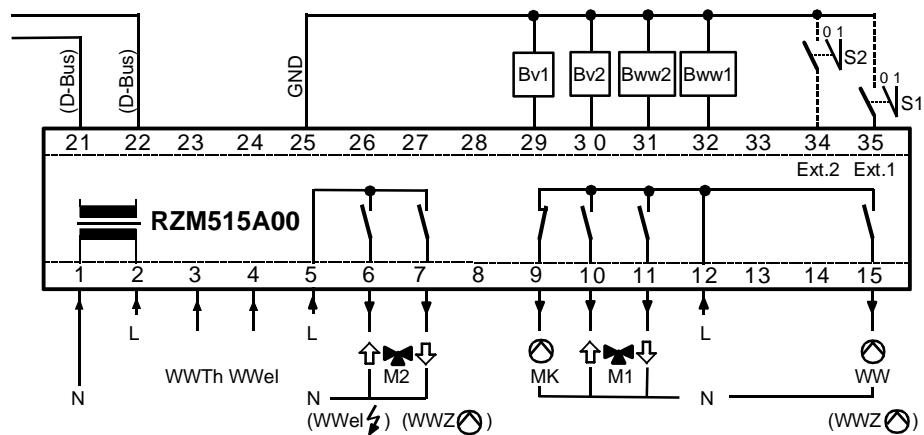 0 1
S2
0 1
S1
(D-Bus)
(D-Bus)
GND
Bv1
Bv2
Bww2
Bww1
21 22 23 24 25 26 27 28 29 30 31 32 33 34 35
Ext.2 Ext.1
RZM515A00
1 2 3 4 5 6 7 8 9 10 11 12 13 14 15
L L L
WWTh WWel
M2
MK
M1
WW
N N N
(WWel) (WWZ) (WWZ)